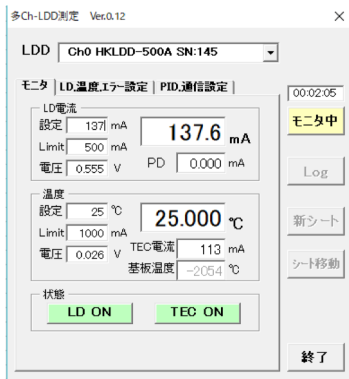 多Ch-LDD測定 Ver.0.12
LDD Ch0 HKLDD-500A SN:145
モニタ LD,温度,エラー設定 PID,通信設定
00:02:05
LD電流
設定 137 mA
137.6 mA
モニタ中
Limit 500 mA
電圧 0.555 V
PD 0.000 mA
Log
温度
設定 25 ℃
25.000 ℃
新シート
Limit 1000 mA
電圧 0.026 V
TEC電流 113 mA
基板温度 -2054 ℃
シート移動
状態
LD ON TEC ON
終了